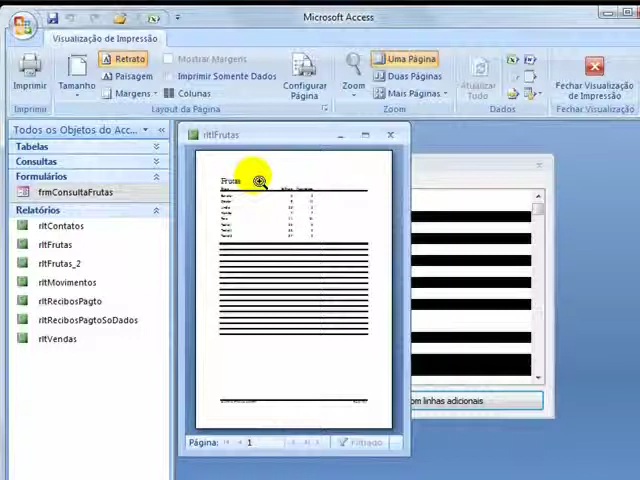 Microsoft Access
Visualização de Impressão
Imprimir
Tamanho
Retrato
Paisagem
Margens
Mostrar Margens
Imprimir Somente Dados
Colunas
Configurar Página
Zoom
Uma Página
Duas Páginas
Mais Páginas
Atualizar Tudo
Fechar Visualização de Impressão
Imprimir
Layout da Página
Zoom
Dados
Fechar Visualização
Todos os Objetos do Acc...
Tabelas
Consultas
Formulários
frmConsultaFrutas
Relatórios
rltContatos
rltFrutas
rltFrutas_2
rltMovimentos
rltRecibosPagto
rltRecibosPagtoSoDados
rltVendas
rltFrutas
Frutas
om linhas adicionais
Página:
1
Filtrado